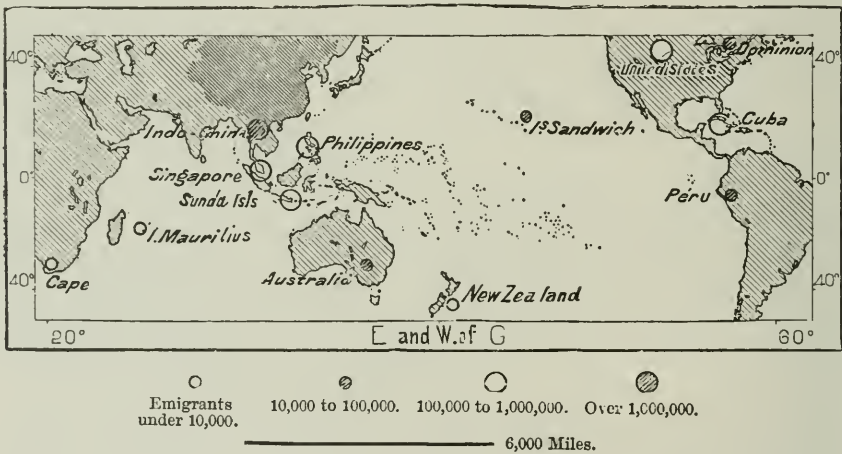 40°
40°
Dominion
United States
Indo-China
Philippines
Is Sandwich
Cuba
0°
Singapore
0°
Sunda Isls
Péru
I. Maurilius
Australia
40°
40°
Cape
New Zealand
20°
E and W. of G
60°
Emigrants
under 10,000.
10,000 to 100,000.
100,000 to 1,000,000.
Over 1,000,000.
6,000 Miles.